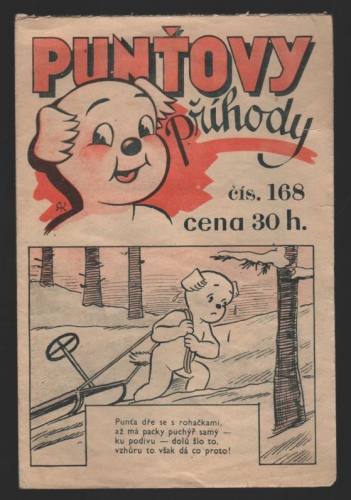 PUNŤOVY
příhody
čís. 168
cena 30 h.
Punťa dře se s rohačkami,
až má packy puchýř samý —
ku podivu — dolů šlo to,
vzhůru to však dá co proto!